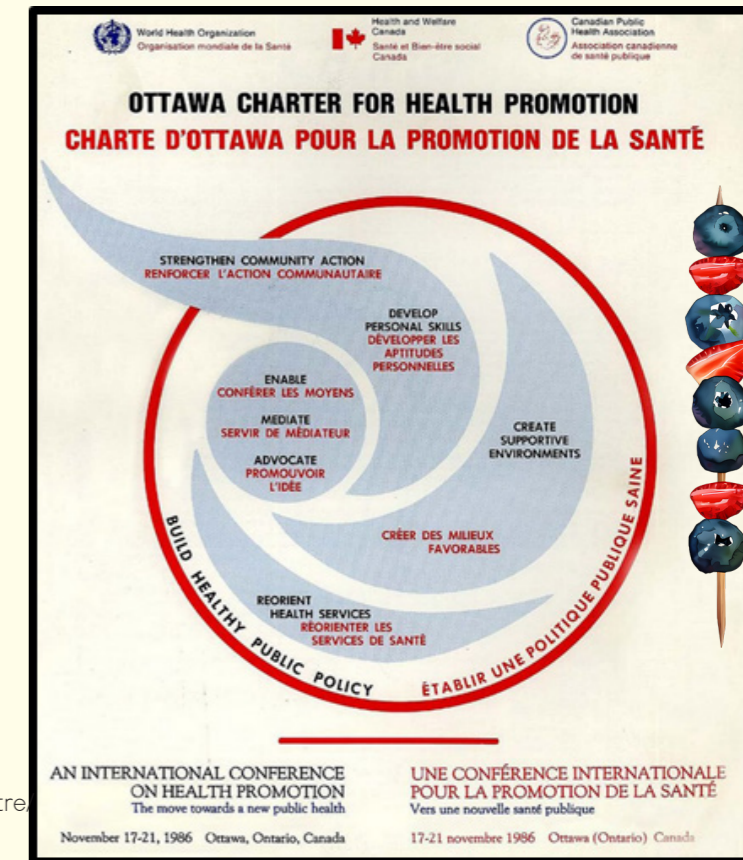 World Health Organization
Organisation mondiale de la Santé
Health and Welfare
Canada
Santé et Bien-être social
Canada
Canadian Public
Health Association
Association canadienne
de santé publique
OTTAWA CHARTER FOR HEALTH PROMOTION
CHARTE D'OTTAWA POUR LA PROMOTION DE LA SANTÉ
STRENGTHEN COMMUNITY ACTION
RENFORCER L'ACTION COMMUNAUTAIRE
DEVELOP
PERSONAL SKILLS
DÉVELOPPER LES
APTITUDES
PERSONNELLES
ENABLE
CONFÉRER LES MOYENS
MEDIATE
SERVIR DE MÉDIATEUR
ADVOCATE
PROMOUVOIR
L'IDÉE
CREATE
SUPPORTIVE
ENVIRONMENTS
CRÉER DES MILIEUX
FAVORABLES
REORIENT
HEALTH SERVICES
RÉORIENTER LES
SERVICES DE SANTÉ
BUILD HEALTHY PUBLIC POLICY
ÉTABLIR UNE POLITIQUE PUBLIQUE SAINE
AN INTERNATIONAL CONFERENCE
ON HEALTH PROMOTION
The move towards a new public health
November 17-21, 1986 Ottawa, Ontario, Canada
UNE CONFÉRENCE INTERNATIONALE
POUR LA PROMOTION DE LA SANTÉ
Vers une nouvelle santé publique
17-21 novembre 1986 Ottawa (Ontario) Canada
tre/